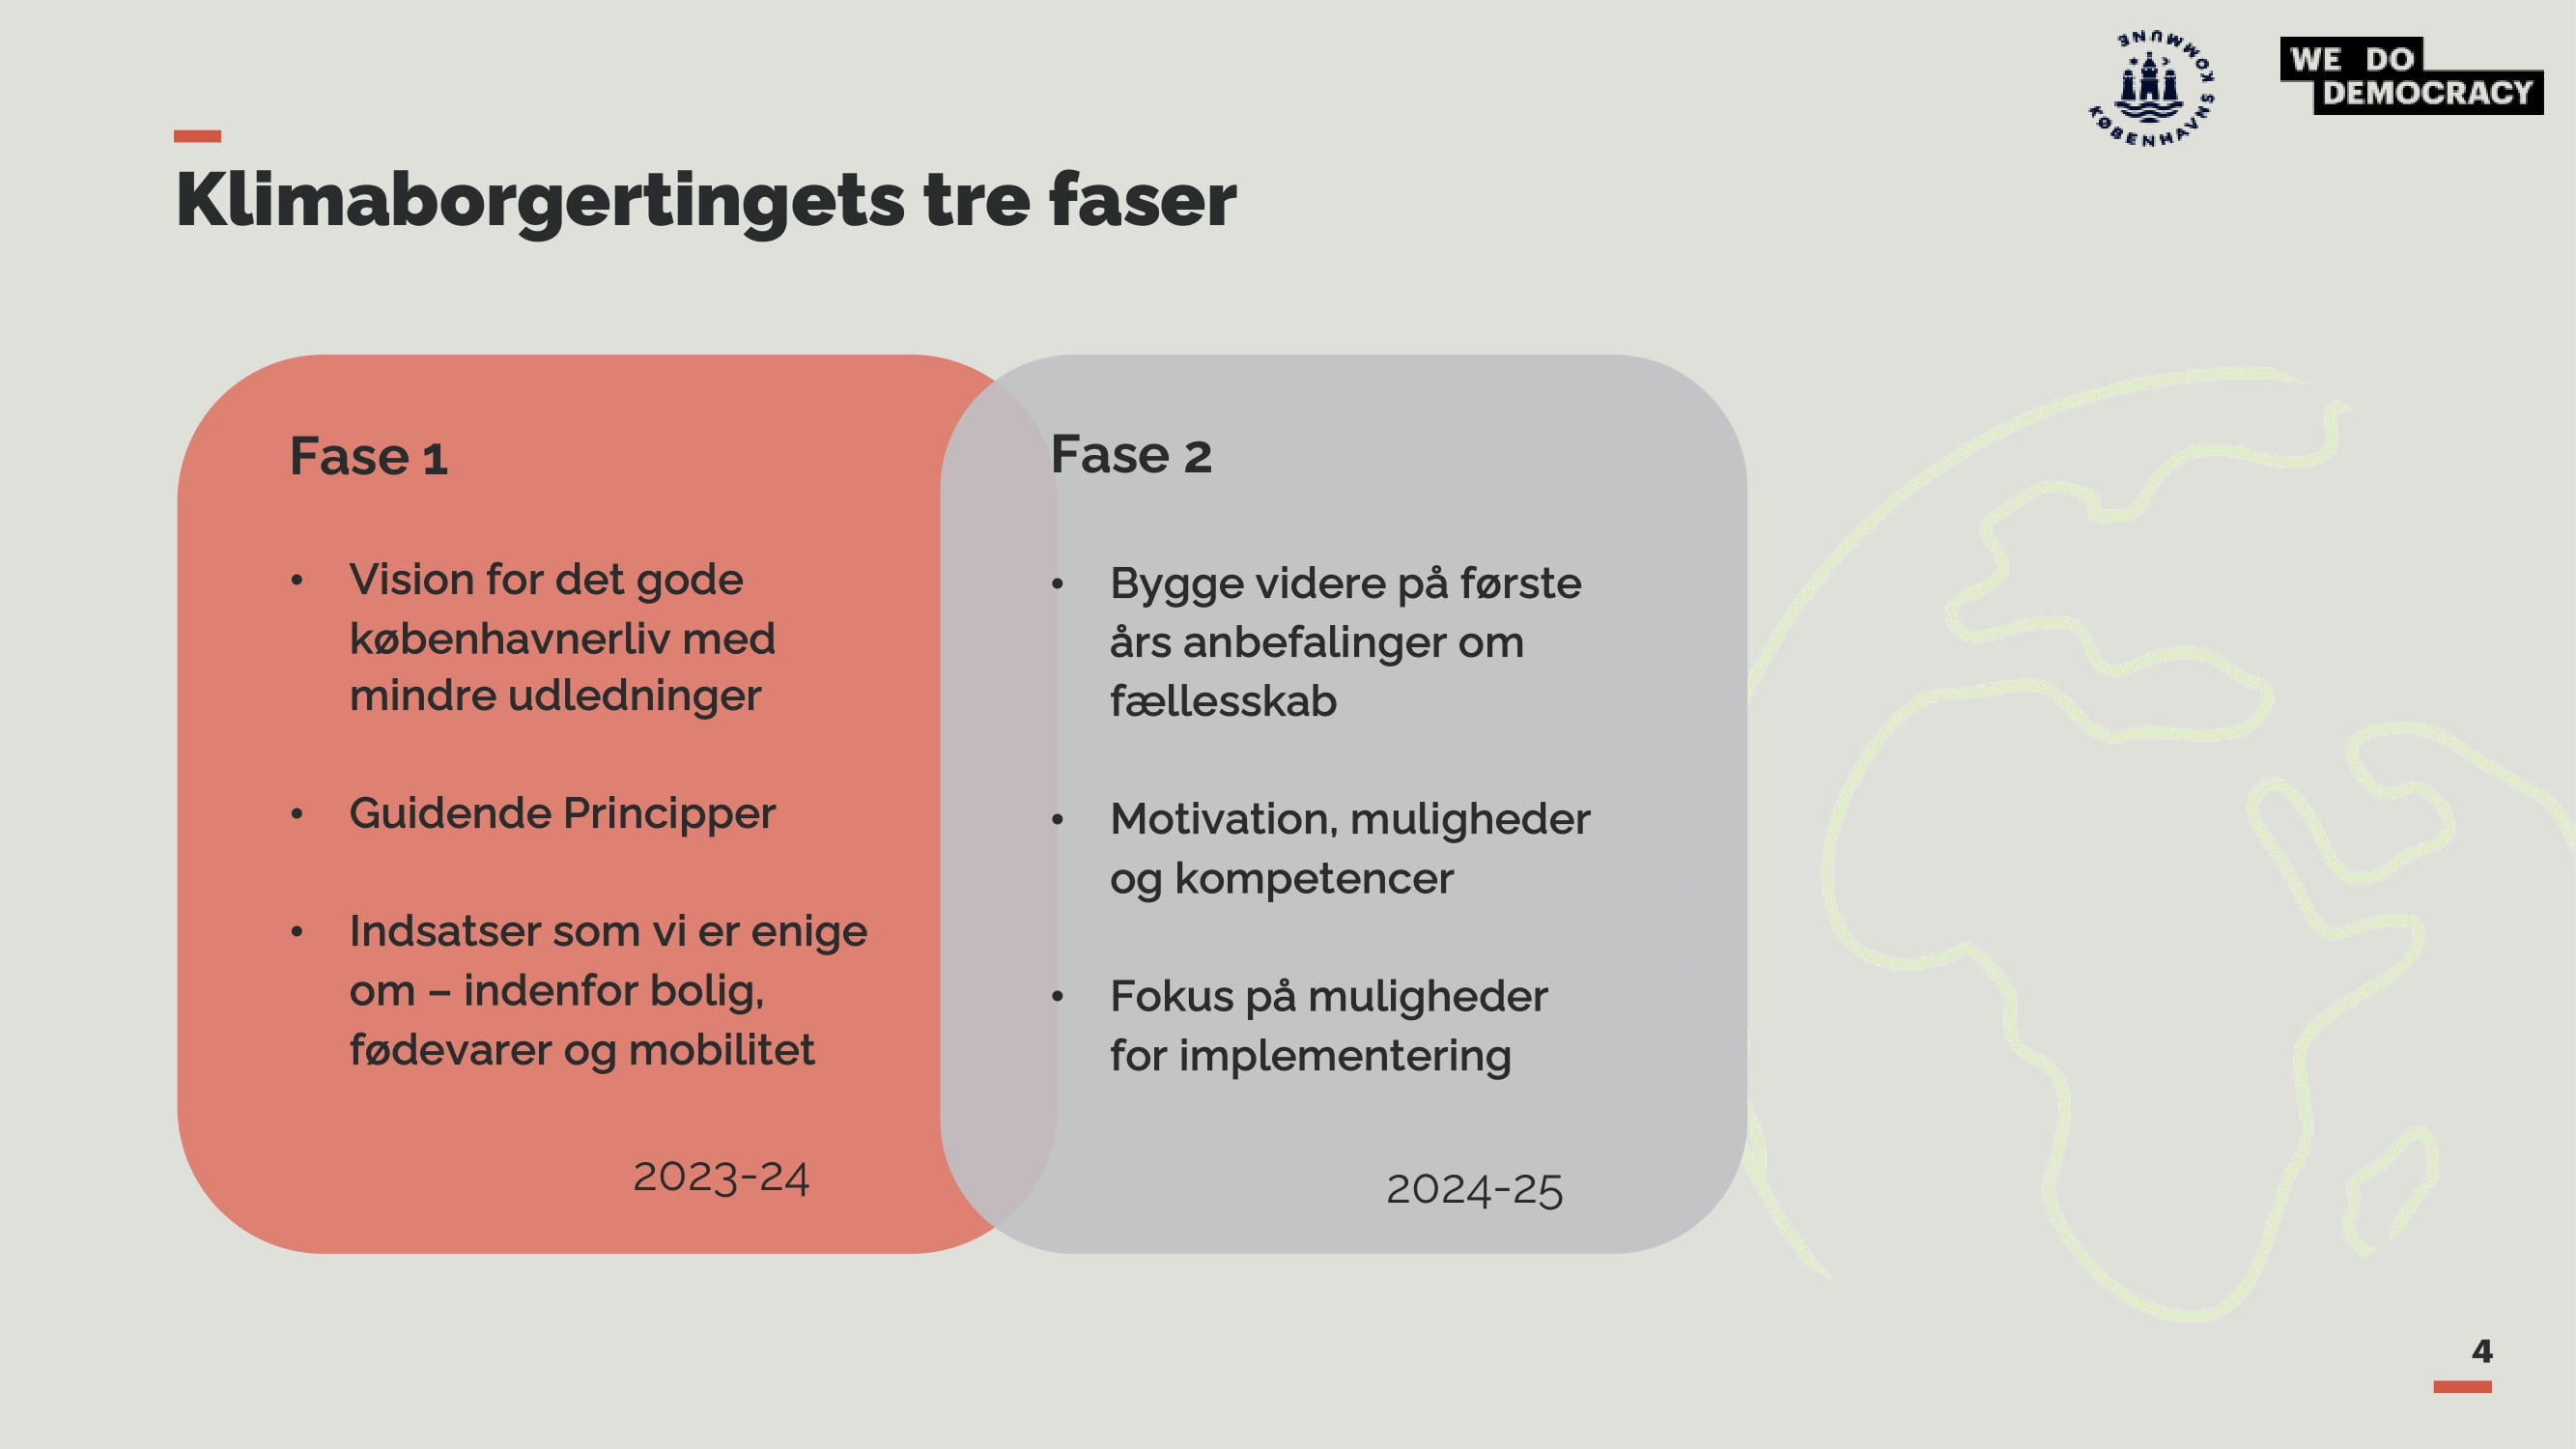 KØBENHAVNS KOMMUNE
WE DO
DEMOCRACY
Klimaborgertingets tre faser
Fase 1
• Vision for det gode
københavnerliv med
mindre udledninger
• Guidende Principper
• Indsatser som vi er enige
om – indenfor bolig,
fødevarer og mobilitet
2023-24
Fase 2
• Bygge videre på første
års anbefalinger om
fællesskab
• Motivation, muligheder
og kompetencer
• Fokus på muligheder
for implementering
2024-25
4